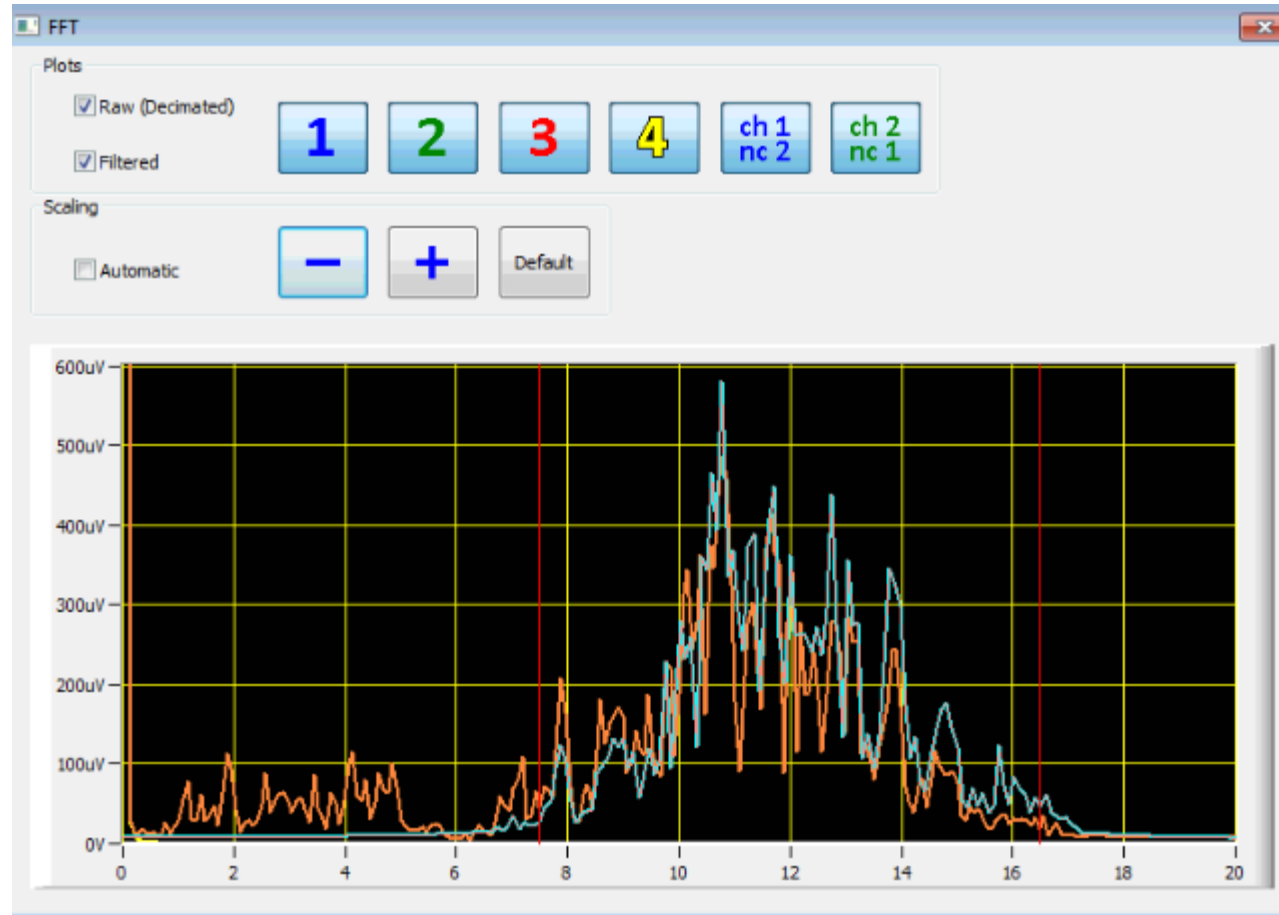 FFT
Plots
Raw (Decimated)
Filtered
1 2 3 4
ch 1 ch 2
nc 2 nc 1
Scaling
Automatic
− + Default
600uV
500uV
400uV
300uV
200uV
100uV
0V
0 2 4 6 8 10 12 14 16 18 20